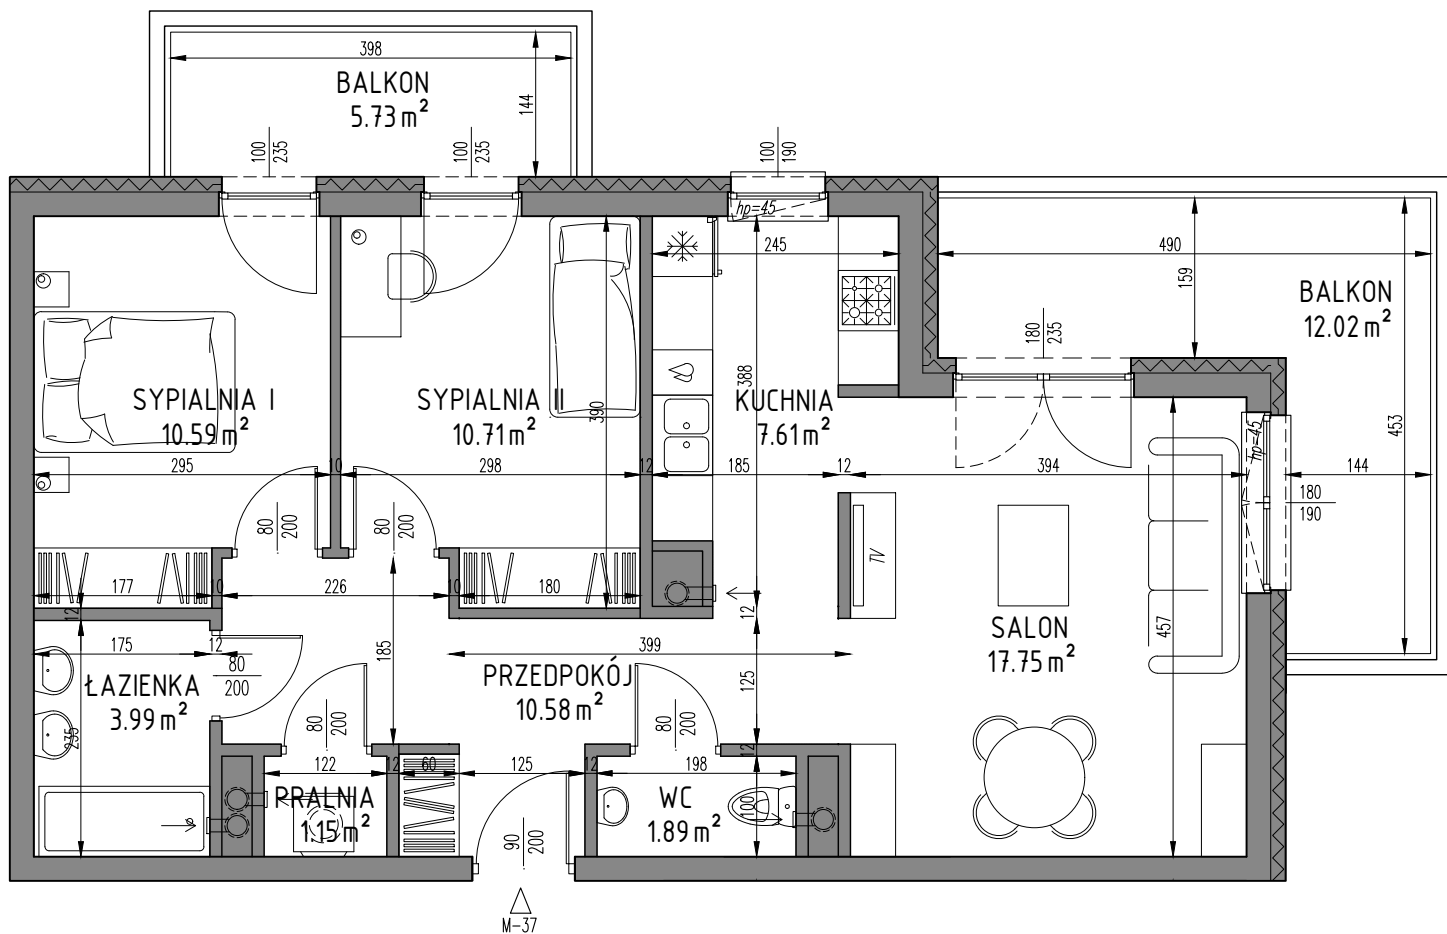 398
BALKON
5.73 m²
144
100
235
100
235
100
190
hp=45
245
490
159
BALKON
12.02 m²
180
235
388
390
SYPIALNIA I
10.59 m²
SYPIALNIA II
10.71 m²
KUCHNIA
7.61 m²
453
hp=45
295
10
298
12
185
12
394
144
180
190
80
200
80
200
TV
177
10
226
10
180
12
12
175
12
185
399
457
SALON
17.75 m²
80
200
ŁAZIENKA
3.99 m²
235
PRZEDPOKÓJ
10.58 m²
125
80
200
80
200
12
122
12
60
125
12
198
100
PRALNIA
1.15 m²
WC
1.89 m²
90
200
M-37